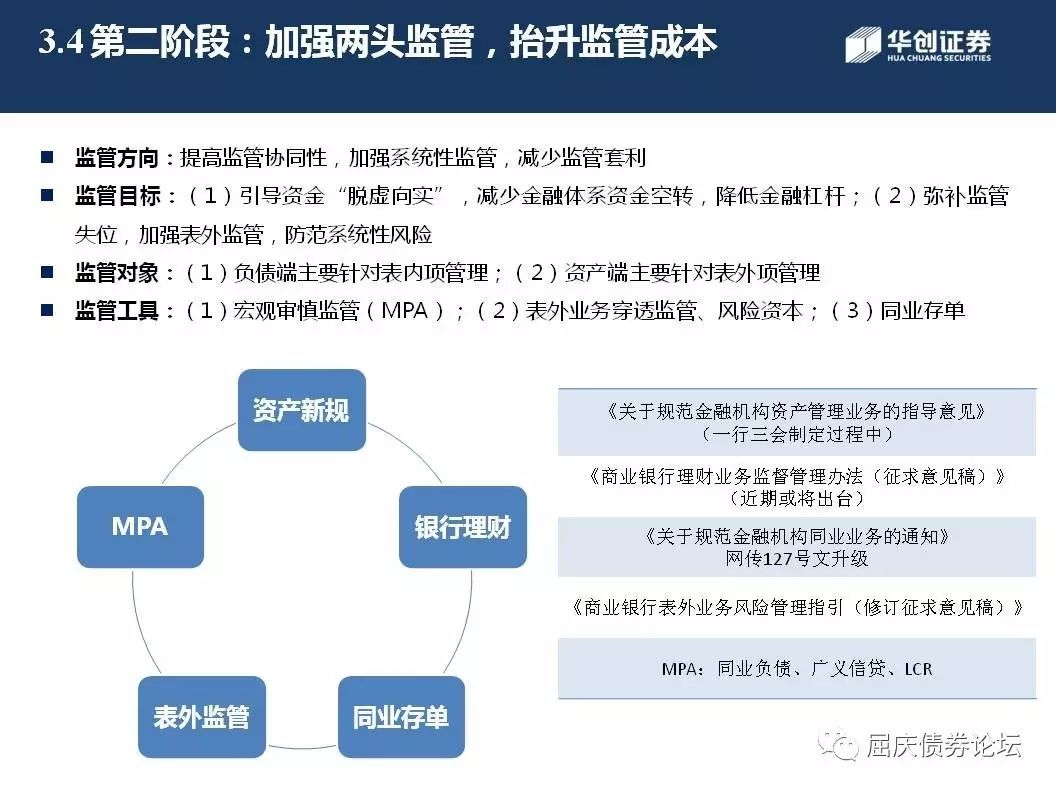 3.4 第二阶段：加强两头监管，抬升监管成本
华创证券
HUA CHUANG SECURITIES
监管方向：提高监管协同性，加强系统性监管，减少监管套利
监管目标：（1）引导资金“脱虚向实”，减少金融体系资金空转，降低金融杠杆；（2）弥补监管
失位，加强表外监管，防范系统性风险
监管对象：（1）负债端主要针对表内项管理；（2）资产端主要针对表外项管理
监管工具：（1）宏观审慎监管（MPA）；（2）表外业务穿透监管、风险资本；（3）同业存单
资产新规
MPA
银行理财
表外监管
同业存单
《关于规范金融机构资产管理业务的指导意见》
（一行三会制定过程中）
《商业银行理财业务监督管理办法（征求意见稿）》
（近期或将出台）
《关于规范金融机构同业业务的通知》
网传127号文升级
《商业银行表外业务风险管理指引（修订征求意见稿）》
MPA：同业负债、广义信贷、LCR
屈庆债券论坛